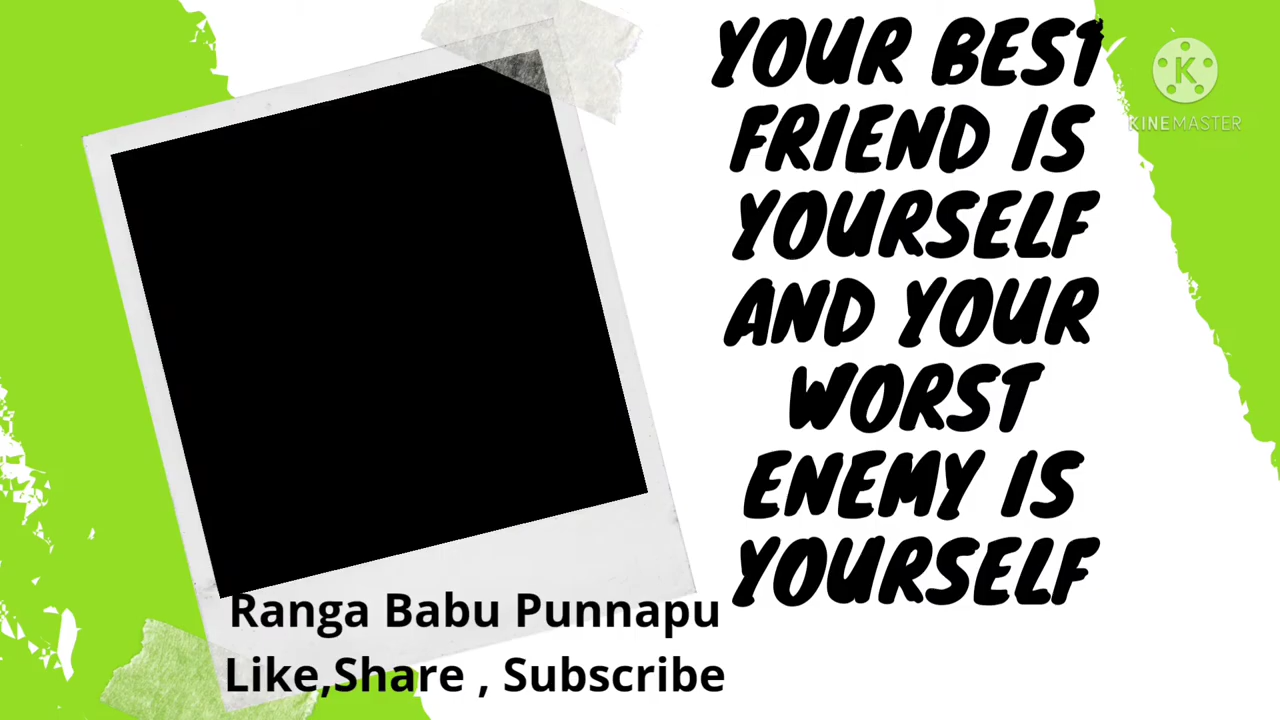 YOUR BEST
FRIEND IS
YOURSELF
AND YOUR
WORST
ENEMY IS
YOURSELF
K
KINEMASTER
Ranga Babu Punnapu
Like,Share , Subscribe